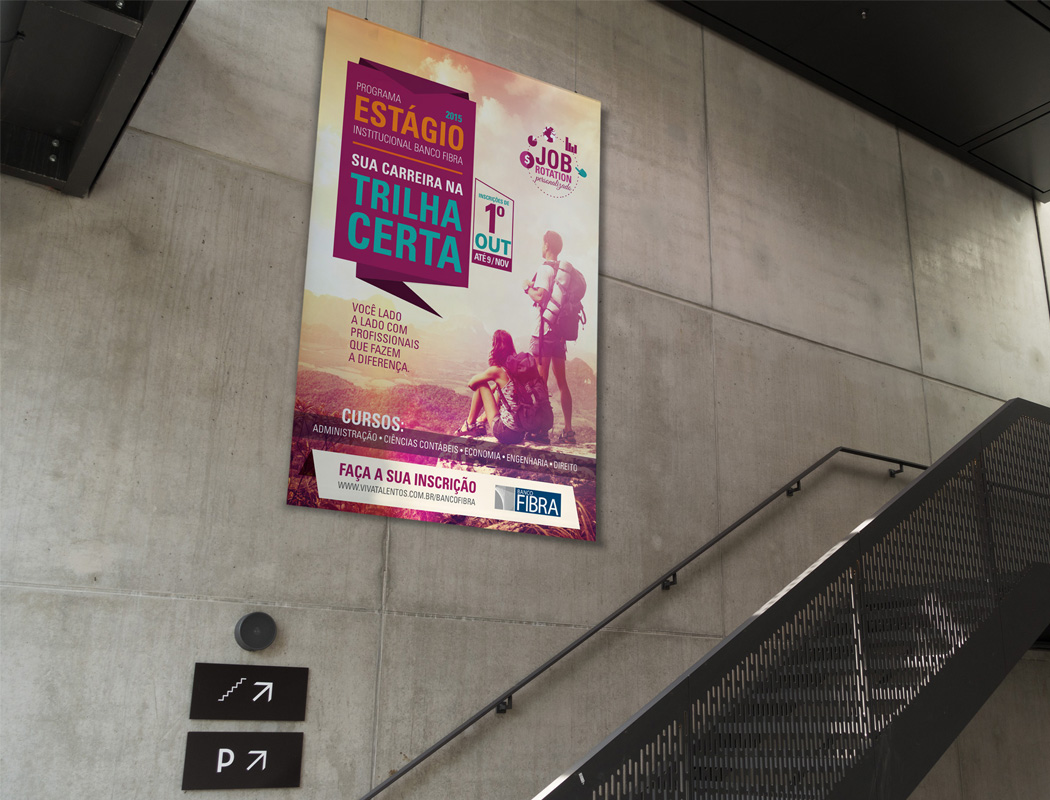 PROGRAMA
ESTÁGIO 2015
INSTITUCIONAL BANCO FIBRA
SUA CARREIRA NA
TRILHA
CERTA
INSCRIÇÕES DE
1º
OUT
ATÉ 9/NOV
$ JOB
ROTATION
personalizado
VOCÊ LADO
A LADO COM
PROFISSIONAIS
QUE FAZEM
A DIFERENÇA.
CURSOS:
ADMINISTRAÇÃO • CIÊNCIAS CONTÁBEIS • ECONOMIA • ENGENHARIA • DIREITO
FAÇA A SUA INSCRIÇÃO
WWW.VIVATALENTOS.COM.BR/BANCOFIBRA
BANCO
FIBRA
P